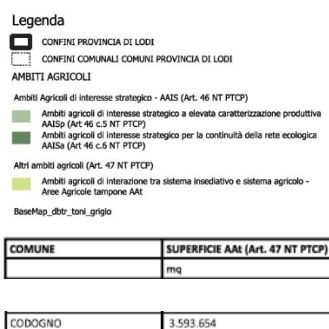 Legenda
CONFINI PROVINCIA DI LODI
CONFINI COMUNALI COMUNI PROVINCIA DI LODI
AMBITI AGRICOLI
Ambiti Agricoli di interesse strategico - AAIS (Art. 46 NT PTCP)
Ambiti agricoli di interesse strategico a elevata caratterizzazione produttiva
AAISp (Art 46 c.5 NT PTCP)
Ambiti agricoli di interesse strategico per la continuità della rete ecologica
AAISa (Art 46 c.6 NT PTCP)
Altri ambiti agricoli (Art. 47 NT PTCP)
Ambiti agricoli di interazione tra sistema insediativo e sistema agricolo -
Aree Agricole tampone AAt
BaseMap_dbtr_toni_grigio
COMUNE SUPERFICIE AAt (Art. 47 NT PTCP)
mq
CODOGNO 3.593.654